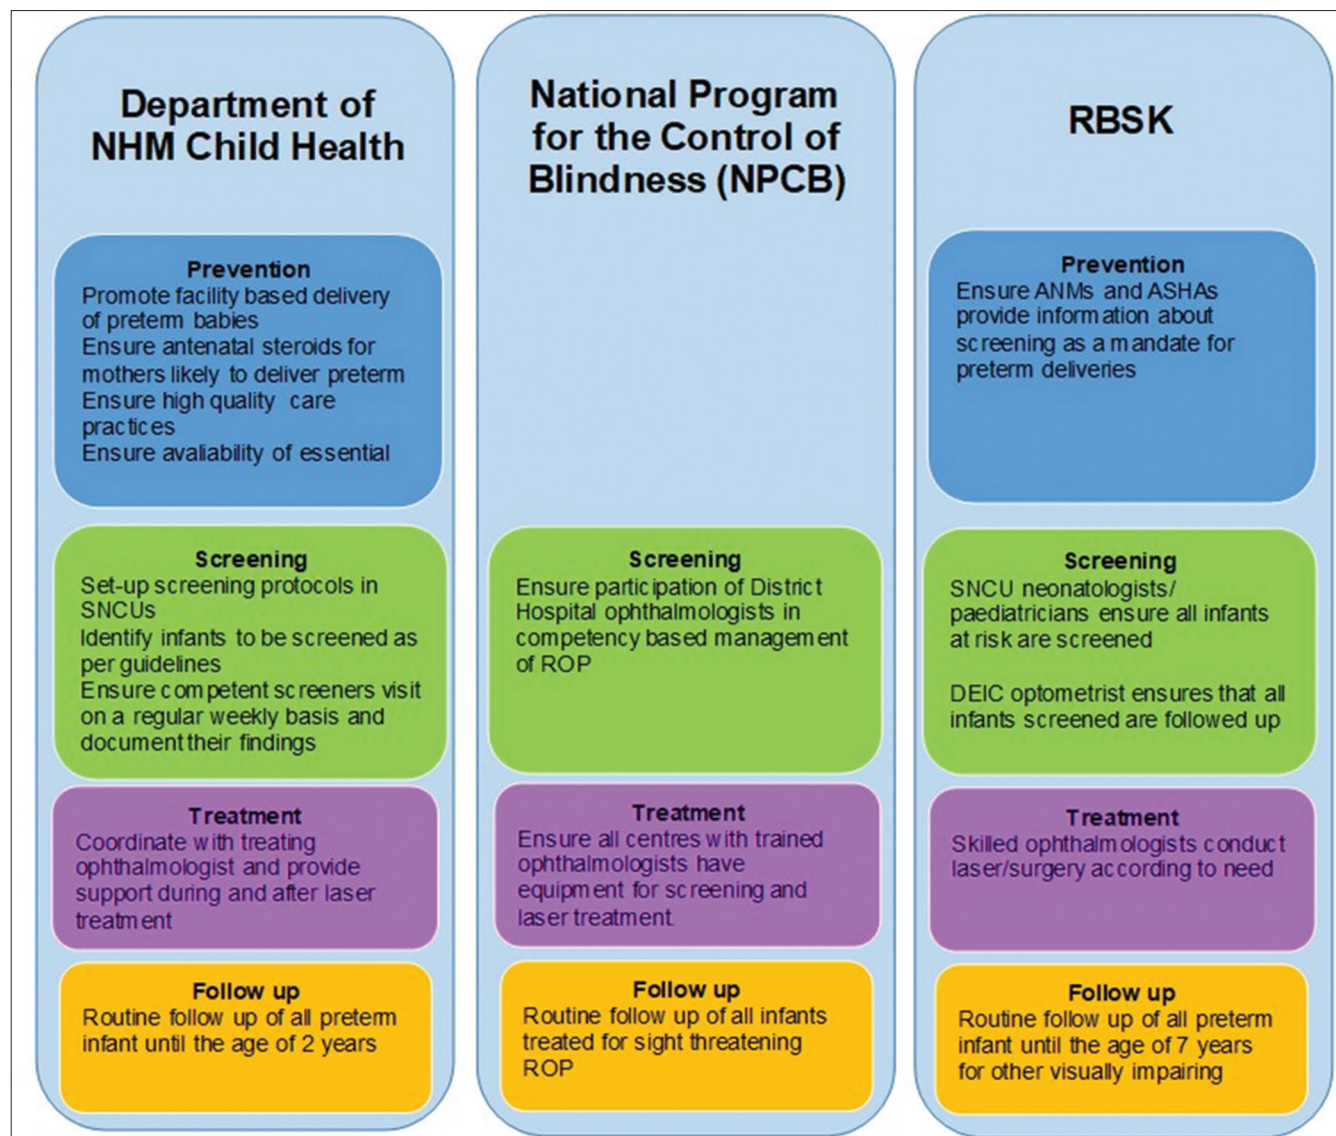 Department of
NHM Child Health
Prevention
Promote facility based delivery
of preterm babies
Ensure antenatal steroids for
mothers likely to deliver preterm
Ensure high quality care
practices
Ensure avaliability of essential
Screening
Set-up screening protocols in
SNCUs
Identify infants to be screened as
per guidelines
Ensure competent screeners visit
on a regular weekly basis and
document their findings
Treatment
Coordinate with treating
ophthalmologist and provide
support during and after laser
treatment
Follow up
Routine follow up of all preterm
infant until the age of 2 years
National Program
for the Control of
Blindness (NPCB)
Screening
Ensure participation of District
Hospital ophthalmologists in
competency based management
of ROP
Treatment
Ensure all centres with trained
ophthalmologists have
equipment for screening and
laser treatment.
Follow up
Routine follow up of all infants
treated for sight threatening
ROP
RBSK
Prevention
Ensure ANMs and ASHAs
provide information about
screening as a mandate for
preterm deliveries
Screening
SNCU neonatologists/
paediatricians ensure all infants
at risk are screened
DEIC optometrist ensures that all
infants screened are followed up
Treatment
Skilled ophthalmologists conduct
laser/surgery according to need
Follow up
Routine follow up of all preterm
infant until the age of 7 years
for other visually impairing